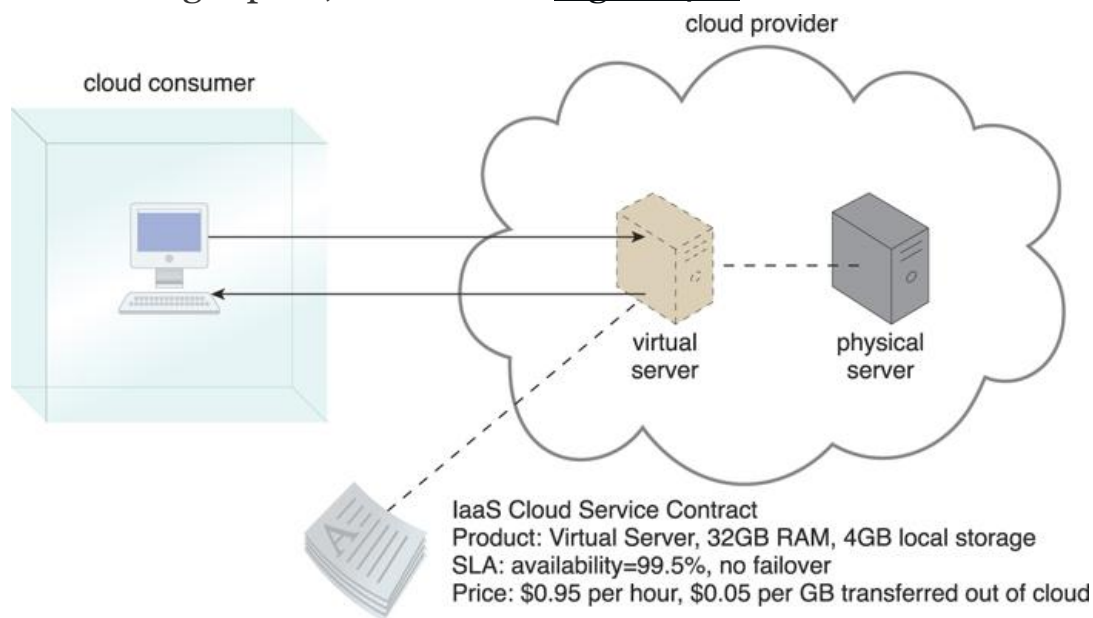 cloud provider
cloud consumer
virtual
server
physical
server
A
IaaS Cloud Service Contract
Product: Virtual Server, 32GB RAM, 4GB local storage
SLA: availability=99.5%, no failover
Price: $0.95 per hour, $0.05 per GB transferred out of cloud